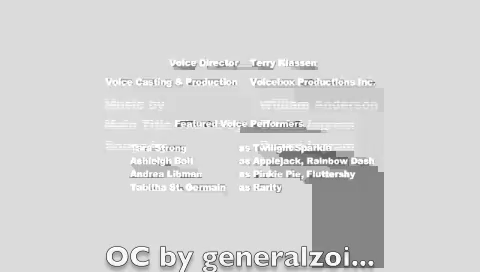 Voice Director Terry Klassen
Voice Casting & Production Voicebox Productions Inc.
Music by William Anderson
Main Title
Featured Voice Performers
Tara Strong as Twilight Sparkle
Ashleigh Ball as Applejack, Rainbow Dash
Andrea Libman as Pinkie Pie, Fluttershy
Tabitha St. Germain as Rarity
OC by generalzoi...